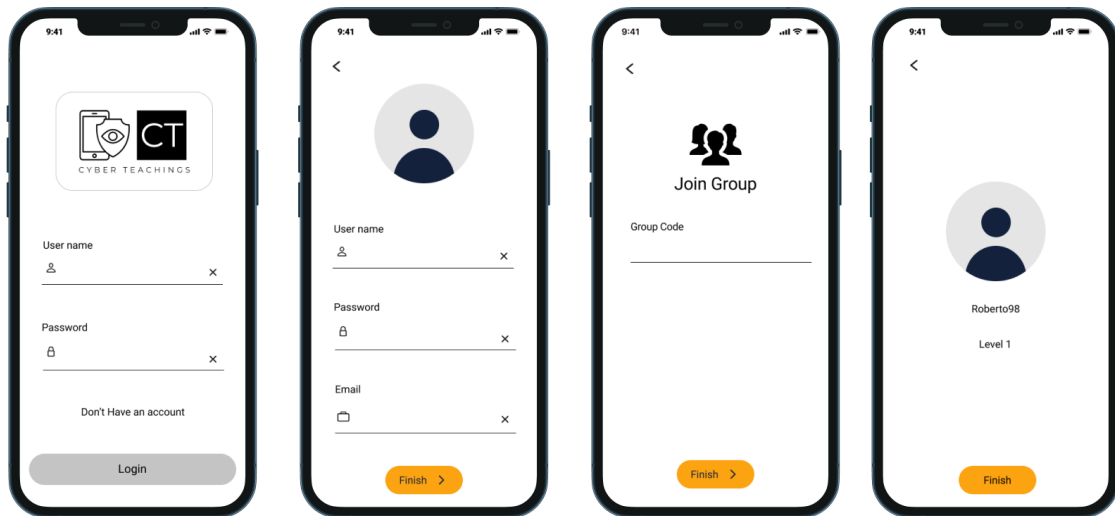 9:41
CT
CYBER TEACHINGS
User name
Password
Don't Have an account
Login
9:41
User name
Password
Email
Finish
9:41
Join Group
Group Code
Finish
9:41
Roberto98
Level 1
Finish